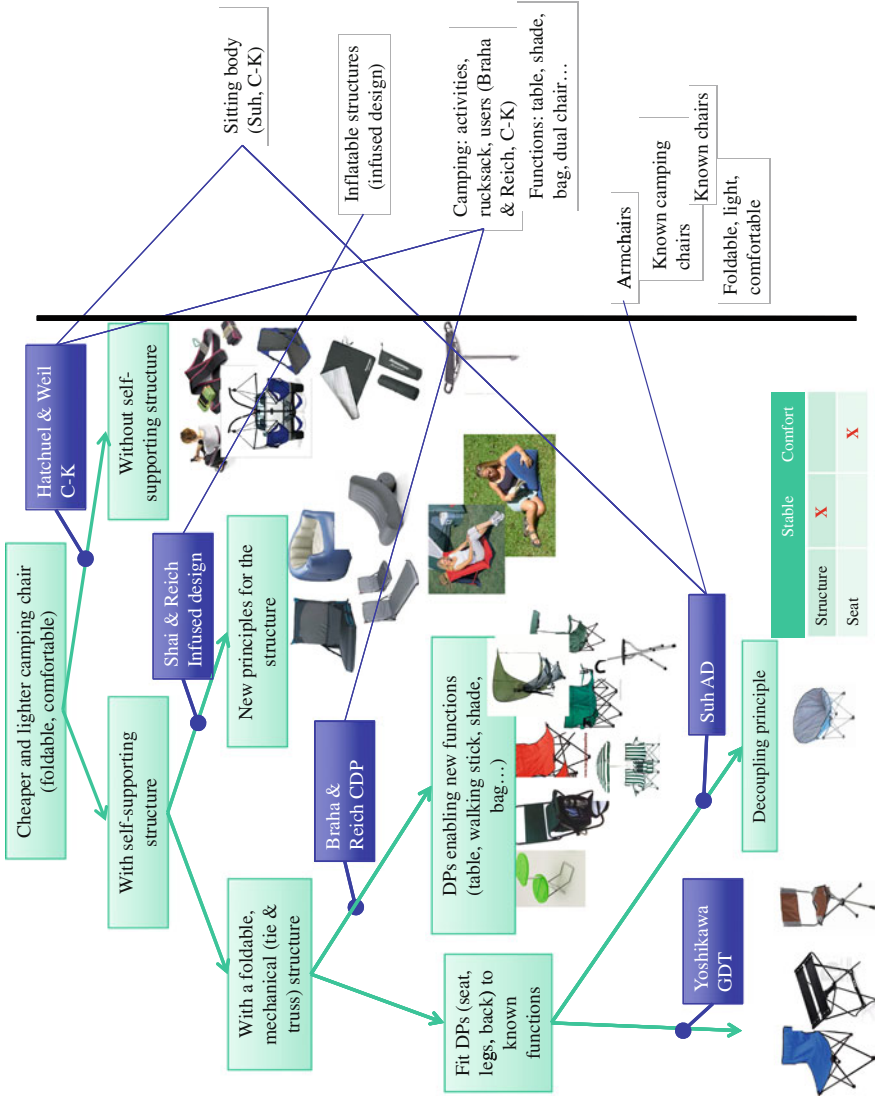 Cheaper and lighter camping chair
(foldable, comfortable)
Hatchuel & Weil
C-K
With self-supporting
structure
Without self-
supporting structure
Shai & Reich
Infused design
With a foldable,
mechanical (tie &
truss) structure
New principles for the
structure
Braha &
Reich CDP
Fit DPs (seat,
legs, back) to
known
functions
DPs enabling new functions
(table, walking stick, shade,
bag…)
Yoshikawa
GDT
Suh AD
Decoupling principle
Stable Comfort
Structure X
Seat X
Sitting body
(Suh, C-K)
Inflatable structures
(infused design)
Camping: activities,
rucksack, users (Braha
& Reich, C-K)
Functions: table, shade,
bag, dual chair…
Armchairs
Known camping
chairs
Known chairs
Foldable, light,
comfortable